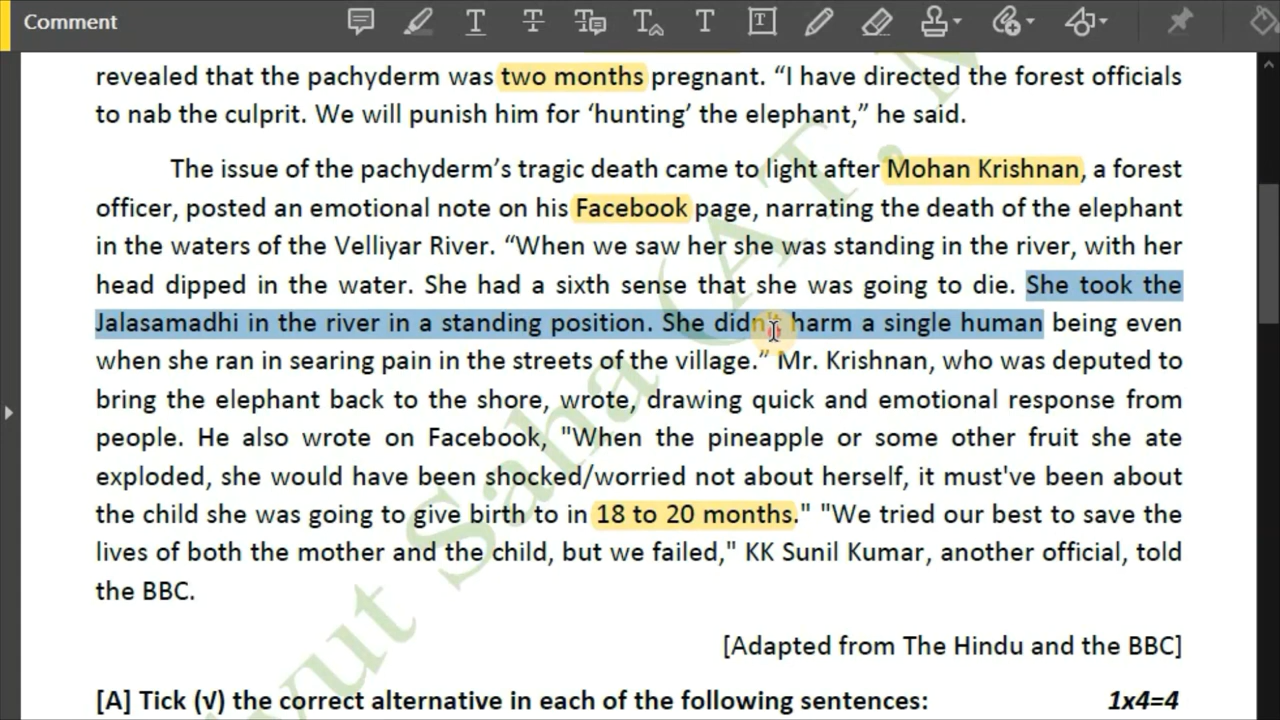 Comment
revealed that the pachyderm was two months pregnant. “I have directed the forest officials
to nab the culprit. We will punish him for ‘hunting’ the elephant,” he said.
The issue of the pachyderm’s tragic death came to light after Mohan Krishnan, a forest
officer, posted an emotional note on his Facebook page, narrating the death of the elephant
in the waters of the Velliyar River. “When we saw her she was standing in the river, with her
head dipped in the water. She had a sixth sense that she was going to die. She took the
Jalasamadhi in the river in a standing position. She didn’t harm a single human being even
when she ran in searing pain in the streets of the village.” Mr. Krishnan, who was deputed to
bring the elephant back to the shore, wrote, drawing quick and emotional response from
people. He also wrote on Facebook, "When the pineapple or some other fruit she ate
exploded, she would have been shocked/worried not about herself, it must've been about
the child she was going to give birth to in 18 to 20 months." "We tried our best to save the
lives of both the mother and the child, but we failed," KK Sunil Kumar, another official, told
the BBC.
[Adapted from The Hindu and the BBC]
[A] Tick (√) the correct alternative in each of the following sentences: 1x4=4